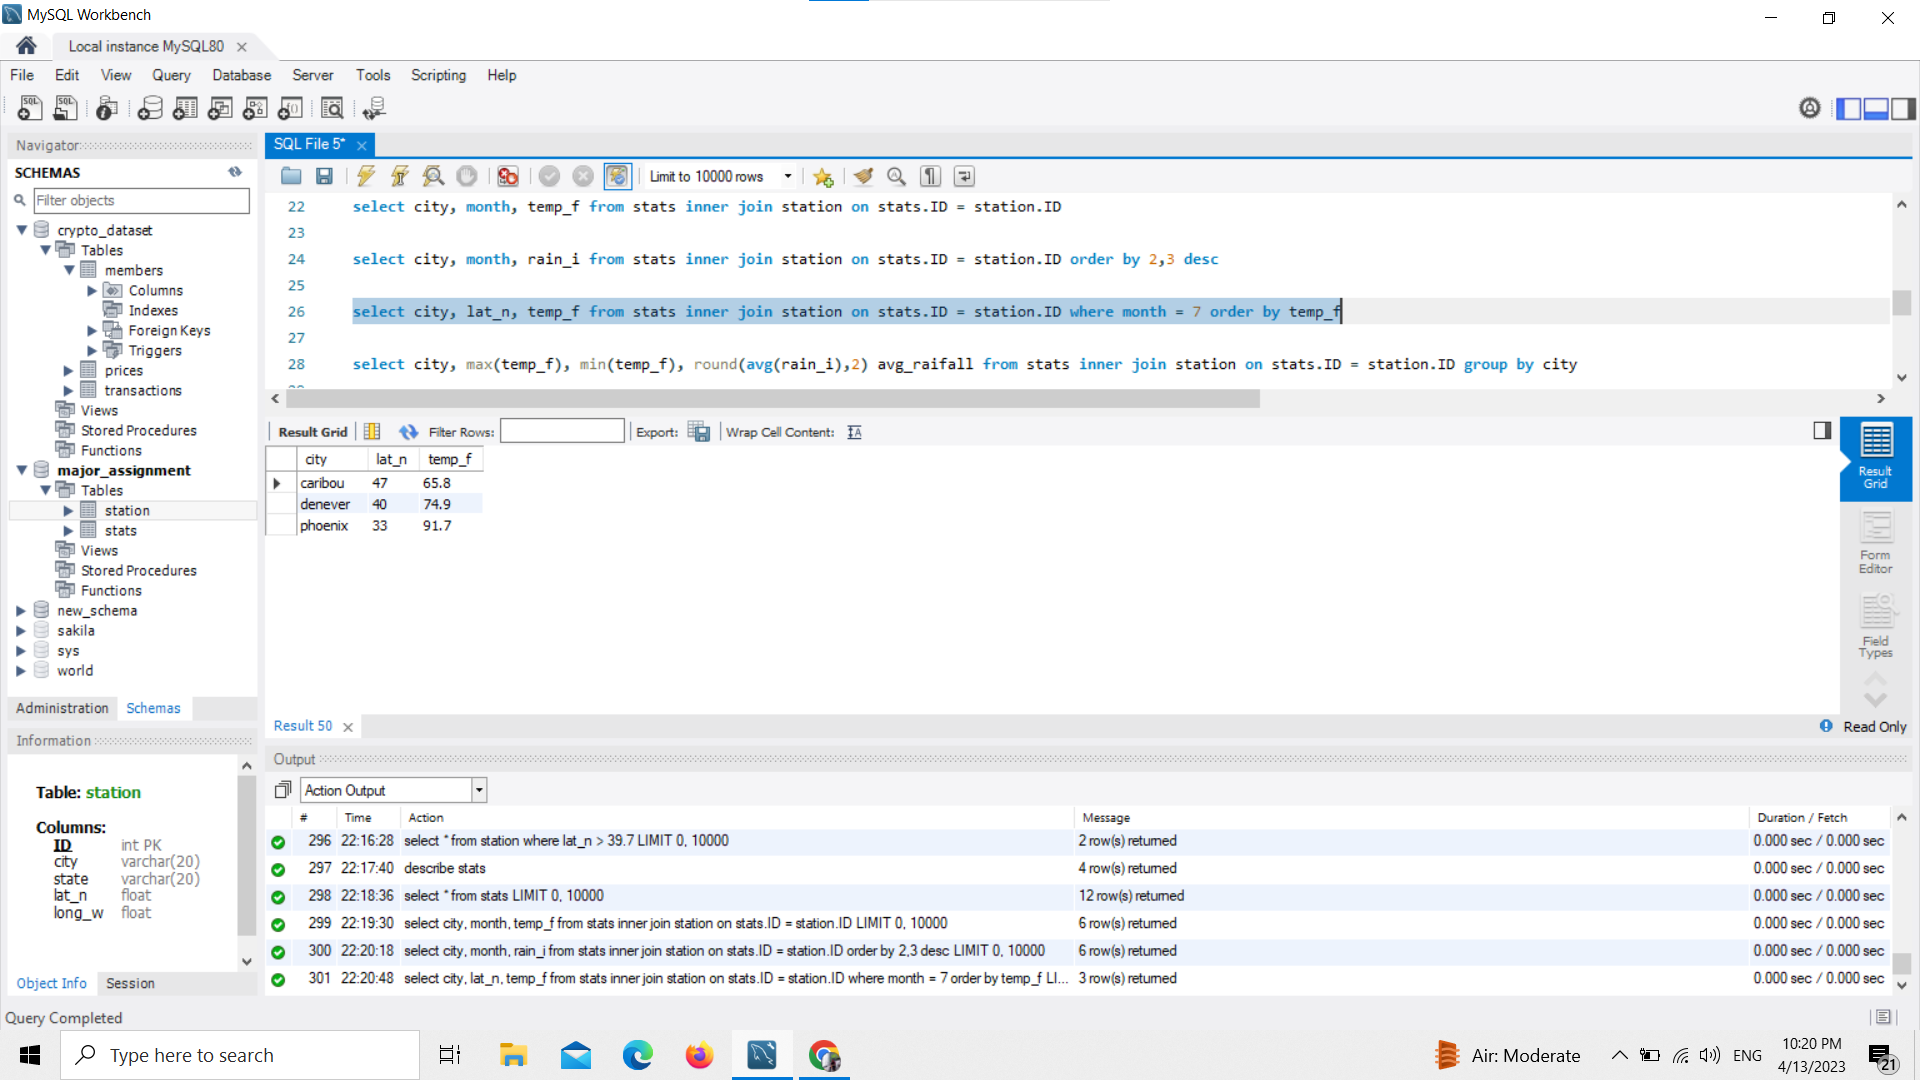 MySQL Workbench
Local instance MySQL80
File Edit View Query Database Server Tools Scripting Help
Navigator
SCHEMAS
Filter objects
crypto_dataset
Tables
members
Columns
Indexes
Foreign Keys
Triggers
prices
transactions
Views
Stored Procedures
Functions
major_assignment
Tables
station
stats
Views
Stored Procedures
Functions
new_schema
sakila
sys
world
Administration Schemas
Information
Table: station
Columns:
ID int PK
city varchar(20)
state varchar(20)
lat_n float
long_w float
Object Info Session
SQL File 5*
Limit to 10000 rows
22 select city, month, temp_f from stats inner join station on stats.ID = station.ID
23
24 select city, month, rain_i from stats inner join station on stats.ID = station.ID order by 2,3 desc
25
26 select city, lat_n, temp_f from stats inner join station on stats.ID = station.ID where month = 7 order by temp_f
27
28 select city, max(temp_f), min(temp_f), round(avg(rain_i),2) avg_raifall from stats inner join station on stats.ID = station.ID group by city
Result Grid Filter Rows: Export: Wrap Cell Content:
city lat_n temp_f
caribou 47 65.8
denever 40 74.9
phoenix 33 91.7
Result Grid
Form Editor
Field Types
Result 50
Read Only
Output
Action Output
# Time Action Message Duration / Fetch
296 22:16:28 select * from station where lat_n > 39.7 LIMIT 0, 10000 2 row(s) returned 0.000 sec / 0.000 sec
297 22:17:40 describe stats 4 row(s) returned 0.000 sec / 0.000 sec
298 22:18:36 select * from stats LIMIT 0, 10000 12 row(s) returned 0.000 sec / 0.000 sec
299 22:19:30 select city, month, temp_f from stats inner join station on stats.ID = station.ID LIMIT 0, 10000 6 row(s) returned 0.000 sec / 0.000 sec
300 22:20:18 select city, month, rain_i from stats inner join station on stats.ID = station.ID order by 2,3 desc LIMIT 0, 10000 6 row(s) returned 0.000 sec / 0.000 sec
301 22:20:48 select city, lat_n, temp_f from stats inner join station on stats.ID = station.ID where month = 7 order by temp_f LI... 3 row(s) returned 0.000 sec / 0.000 sec
Query Completed
Type here to search
Air: Moderate
ENG
10:20 PM
4/13/2023
21